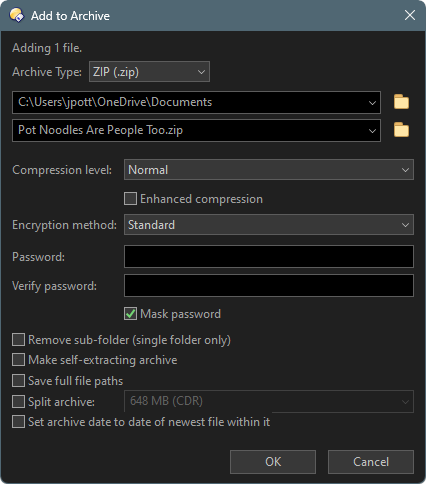 Add to Archive
Adding 1 file.
Archive Type: ZIP (.zip)
C:\Users\jpott\OneDrive\Documents
Pot Noodles Are People Too.zip
Compression level: Normal
Enhanced compression
Encryption method: Standard
Password:
Verify password:
Mask password
Remove sub-folder (single folder only)
Make self-extracting archive
Save full file paths
Split archive: 648 MB (CDR)
Set archive date to date of newest file within it
OK Cancel